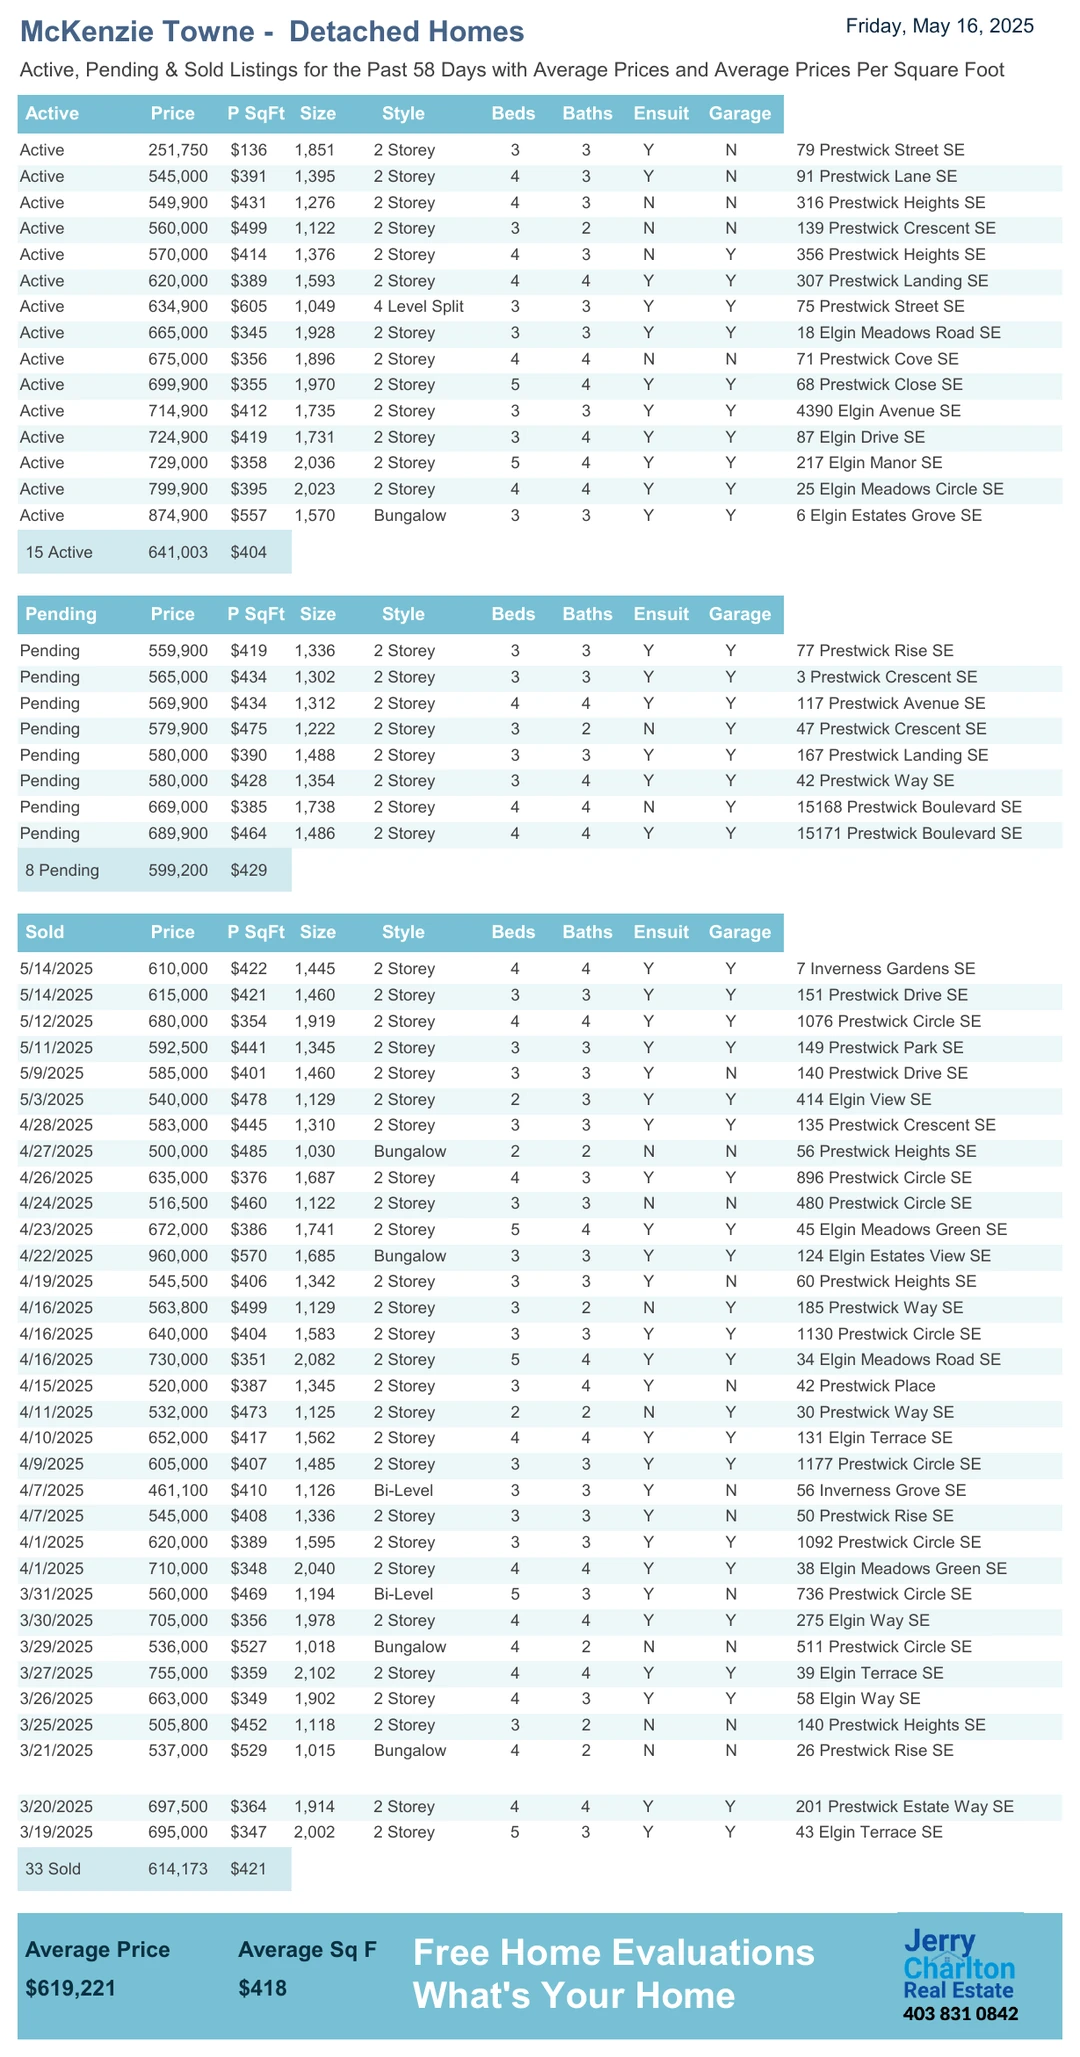 McKenzie Towne - Detached Homes Friday, May 16, 2025
Active, Pending & Sold Listings for the Past 58 Days with Average Prices and Average Prices Per Square Foot
Active Price P SqFt Size Style Beds Baths Ensuit Garage
Active 251,750 $136 1,851 2 Storey 3 3 Y N 79 Prestwick Street SE
Active 545,000 $391 1,395 2 Storey 4 3 Y N 91 Prestwick Lane SE
Active 549,900 $431 1,276 2 Storey 4 3 N N 316 Prestwick Heights SE
Active 560,000 $499 1,122 2 Storey 3 2 N N 139 Prestwick Crescent SE
Active 570,000 $414 1,376 2 Storey 4 3 N Y 356 Prestwick Heights SE
Active 620,000 $389 1,593 2 Storey 4 4 Y Y 307 Prestwick Landing SE
Active 634,900 $605 1,049 4 Level Split 3 3 Y Y 75 Prestwick Street SE
Active 665,000 $345 1,928 2 Storey 3 3 Y Y 18 Elgin Meadows Road SE
Active 675,000 $356 1,896 2 Storey 4 4 N N 71 Prestwick Cove SE
Active 699,900 $355 1,970 2 Storey 5 4 Y Y 68 Prestwick Close SE
Active 714,900 $412 1,735 2 Storey 3 3 Y Y 4390 Elgin Avenue SE
Active 724,900 $419 1,731 2 Storey 3 4 Y Y 87 Elgin Drive SE
Active 729,000 $358 2,036 2 Storey 5 4 Y Y 217 Elgin Manor SE
Active 799,900 $395 2,023 2 Storey 4 4 Y Y 25 Elgin Meadows Circle SE
Active 874,900 $557 1,570 Bungalow 3 3 Y Y 6 Elgin Estates Grove SE
15 Active 641,003 $404
Pending Price P SqFt Size Style Beds Baths Ensuit Garage
Pending 559,900 $419 1,336 2 Storey 3 3 Y Y 77 Prestwick Rise SE
Pending 565,000 $434 1,302 2 Storey 3 3 Y Y 3 Prestwick Crescent SE
Pending 569,900 $434 1,312 2 Storey 4 4 Y Y 117 Prestwick Avenue SE
Pending 579,900 $475 1,222 2 Storey 3 2 N Y 47 Prestwick Crescent SE
Pending 580,000 $390 1,488 2 Storey 3 3 Y Y 167 Prestwick Landing SE
Pending 580,000 $428 1,354 2 Storey 3 4 Y Y 42 Prestwick Way SE
Pending 669,000 $385 1,738 2 Storey 4 4 N Y 15168 Prestwick Boulevard SE
Pending 689,900 $464 1,486 2 Storey 4 4 Y Y 15171 Prestwick Boulevard SE
8 Pending 599,200 $429
Sold Price P SqFt Size Style Beds Baths Ensuit Garage
5/14/2025 610,000 $422 1,445 2 Storey 4 4 Y Y 7 Inverness Gardens SE
5/14/2025 615,000 $421 1,460 2 Storey 3 3 Y Y 151 Prestwick Drive SE
5/12/2025 680,000 $354 1,919 2 Storey 4 4 Y Y 1076 Prestwick Circle SE
5/11/2025 592,500 $441 1,345 2 Storey 3 3 Y Y 149 Prestwick Park SE
5/9/2025 585,000 $401 1,460 2 Storey 3 3 Y N 140 Prestwick Drive SE
5/3/2025 540,000 $478 1,129 2 Storey 2 3 Y Y 414 Elgin View SE
4/28/2025 583,000 $445 1,310 2 Storey 3 3 Y Y 135 Prestwick Crescent SE
4/27/2025 500,000 $485 1,030 Bungalow 2 2 N N 56 Prestwick Heights SE
4/26/2025 635,000 $376 1,687 2 Storey 4 3 Y Y 896 Prestwick Circle SE
4/24/2025 516,500 $460 1,122 2 Storey 3 3 N N 480 Prestwick Circle SE
4/23/2025 672,000 $386 1,741 2 Storey 5 4 Y Y 45 Elgin Meadows Green SE
4/22/2025 960,000 $570 1,685 Bungalow 3 3 Y Y 124 Elgin Estates View SE
4/19/2025 545,500 $406 1,342 2 Storey 3 3 Y N 60 Prestwick Heights SE
4/16/2025 563,800 $499 1,129 2 Storey 3 2 N Y 185 Prestwick Way SE
4/16/2025 640,000 $404 1,583 2 Storey 3 3 Y Y 1130 Prestwick Circle SE
4/16/2025 730,000 $351 2,082 2 Storey 5 4 Y Y 34 Elgin Meadows Road SE
4/15/2025 520,000 $387 1,345 2 Storey 3 4 Y N 42 Prestwick Place
4/11/2025 532,000 $473 1,125 2 Storey 2 2 N Y 30 Prestwick Way SE
4/10/2025 652,000 $417 1,562 2 Storey 4 4 Y Y 131 Elgin Terrace SE
4/9/2025 605,000 $407 1,485 2 Storey 3 3 Y Y 1177 Prestwick Circle SE
4/7/2025 461,100 $410 1,126 Bi-Level 3 3 Y N 56 Inverness Grove SE
4/7/2025 545,000 $408 1,336 2 Storey 3 3 Y N 50 Prestwick Rise SE
4/1/2025 620,000 $389 1,595 2 Storey 3 3 Y Y 1092 Prestwick Circle SE
4/1/2025 710,000 $348 2,040 2 Storey 4 4 Y Y 38 Elgin Meadows Green SE
3/31/2025 560,000 $469 1,194 Bi-Level 5 3 Y N 736 Prestwick Circle SE
3/30/2025 705,000 $356 1,978 2 Storey 4 4 Y Y 275 Elgin Way SE
3/29/2025 536,000 $527 1,018 Bungalow 4 2 N N 511 Prestwick Circle SE
3/27/2025 755,000 $359 2,102 2 Storey 4 4 Y Y 39 Elgin Terrace SE
3/26/2025 663,000 $349 1,902 2 Storey 4 3 Y Y 58 Elgin Way SE
3/25/2025 505,800 $452 1,118 2 Storey 3 2 N N 140 Prestwick Heights SE
3/21/2025 537,000 $529 1,015 Bungalow 4 2 N N 26 Prestwick Rise SE
3/20/2025 697,500 $364 1,914 2 Storey 4 4 Y Y 201 Prestwick Estate Way SE
3/19/2025 695,000 $347 2,002 2 Storey 5 3 Y Y 43 Elgin Terrace SE
33 Sold 614,173 $421
Average Price Average Sq F
$619,221 $418
Free Home Evaluations
What's Your Home
Jerry
Charlton
Real Estate
403 831 0842